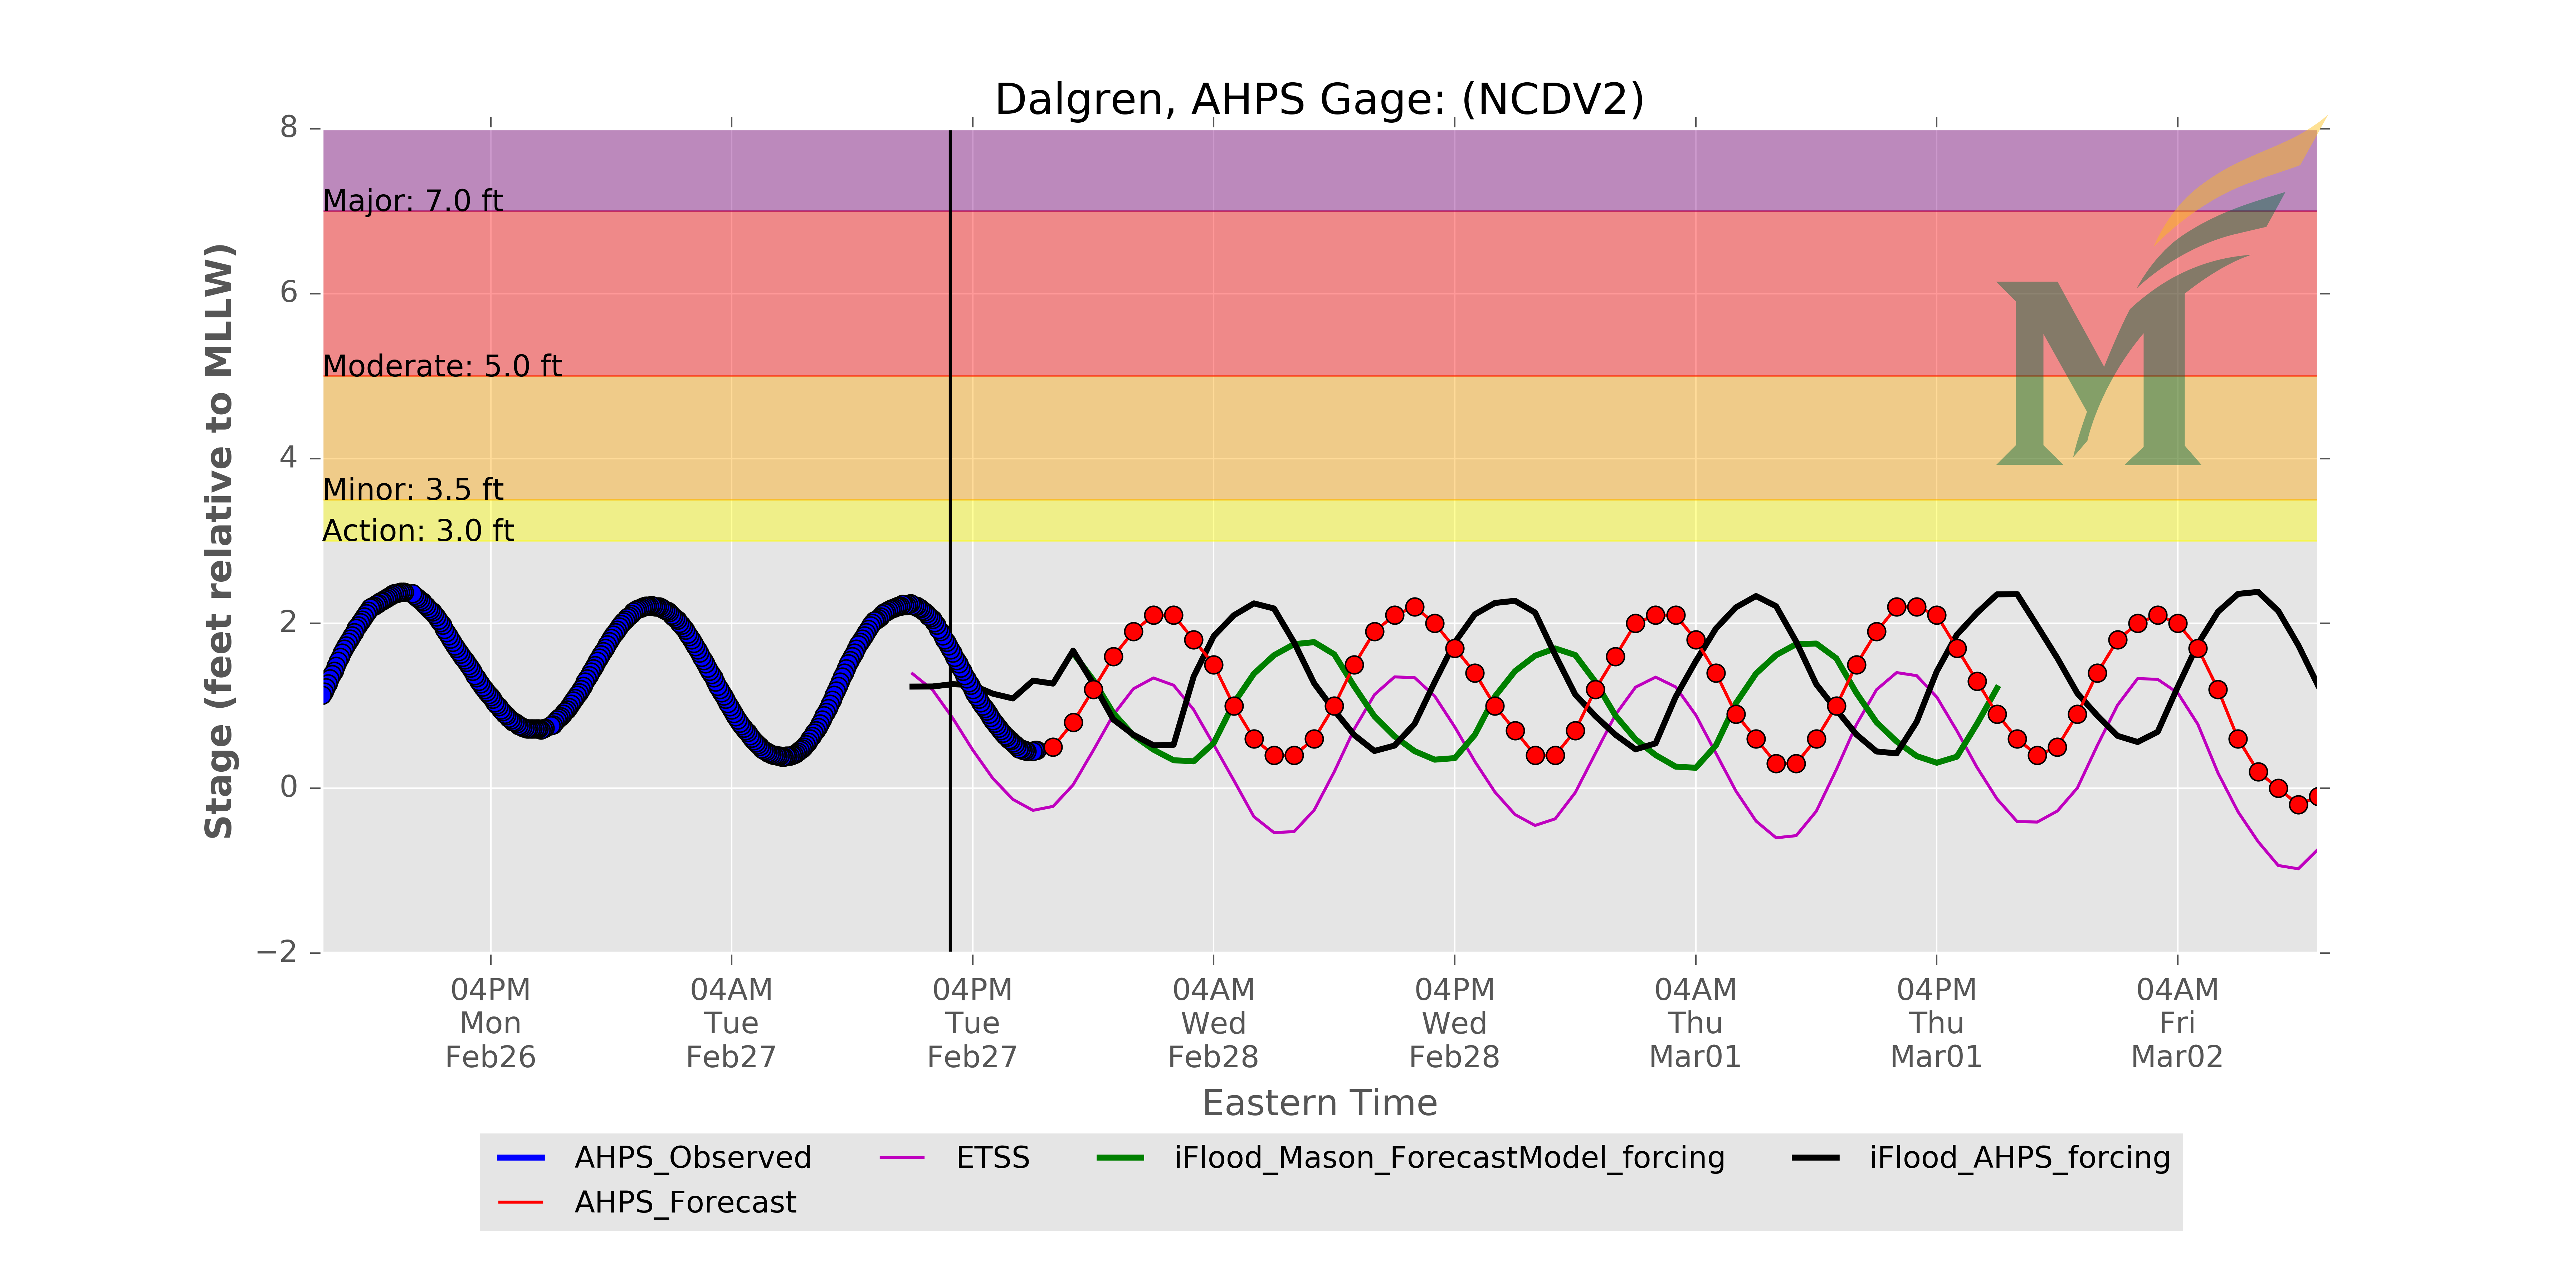 Dalgren, AHPS Gage: (NCDV2)
8
Major: 7.0 ft
6
Moderate: 5.0 ft
4
Minor: 3.5 ft
Action: 3.0 ft
2
0
−2
Stage (feet relative to MLLW)
M
04PM 04AM 04PM 04AM 04PM 04AM 04PM 04AM
Mon Tue Tue Wed Wed Thu Thu Fri
Feb26 Feb27 Feb27 Feb28 Feb28 Mar01 Mar01 Mar02
Eastern Time
AHPS_Observed ETSS iFlood_Mason_ForecastModel_forcing iFlood_AHPS_forcing
AHPS_Forecast